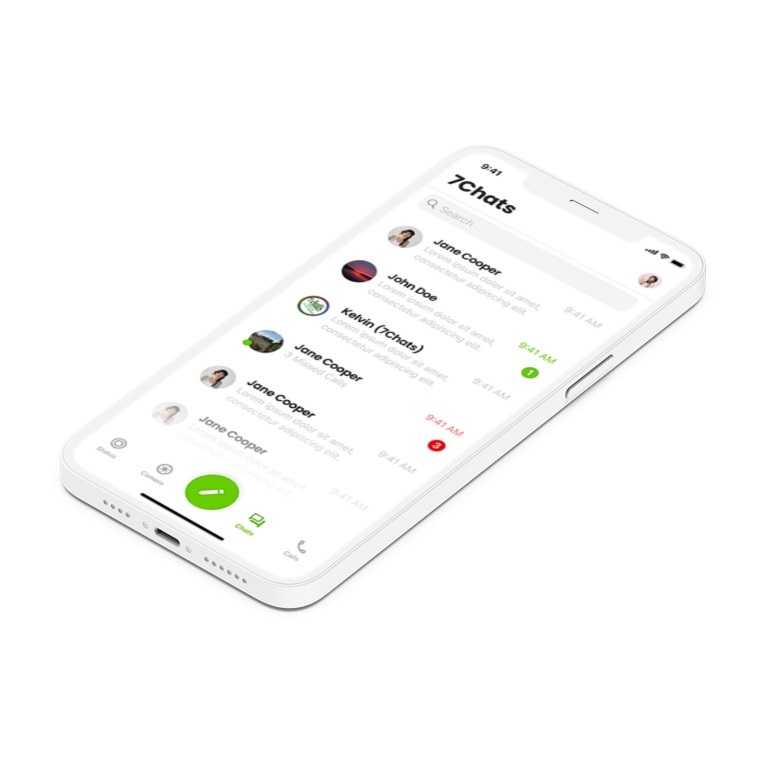 9:41
7Chats
Search
Jane Cooper
Lorem ipsum dolor sit amet,
consectetur adipiscing elit.
9:41 AM
John Doe
Lorem ipsum dolor sit amet,
consectetur adipiscing elit.
9:41 AM
1
Kelvin (7Chats)
Lorem ipsum dolor sit amet,
consectetur adipiscing elit.
9:41 AM
Jane Cooper
3 Missed Calls
9:41 AM
3
Jane Cooper
Lorem ipsum dolor sit amet,
consectetur adipiscing elit.
9:41 AM
Jane Cooper
Lorem ipsum dolor sit amet,
9:41 AM
Status
Camera
Chats
Calls